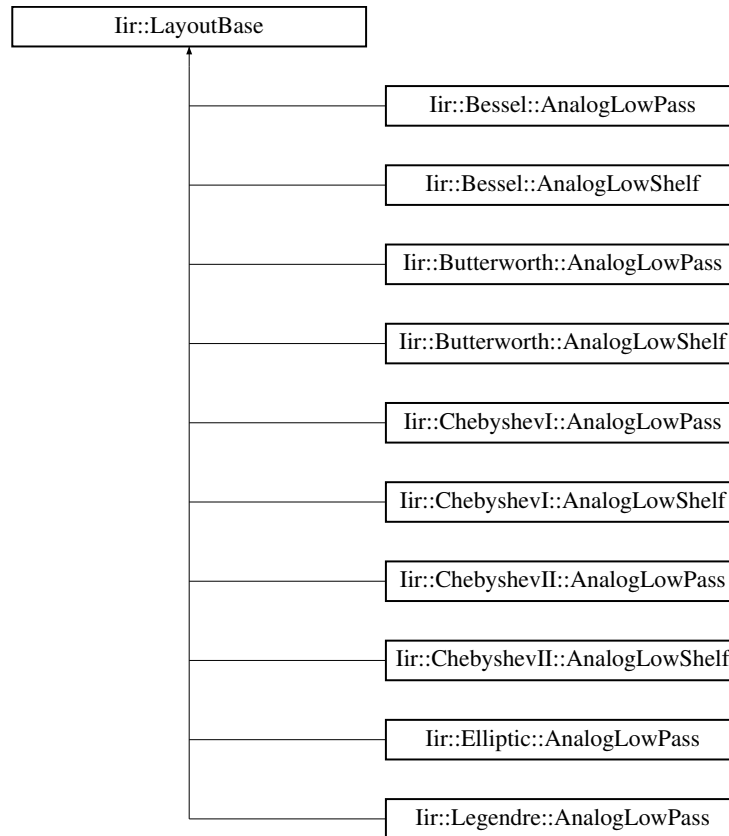 Iir::LayoutBase
Iir::Bessel::AnalogLowPass
Iir::Bessel::AnalogLowShelf
Iir::Butterworth::AnalogLowPass
Iir::Butterworth::AnalogLowShelf
Iir::ChebyshevI::AnalogLowPass
Iir::ChebyshevI::AnalogLowShelf
Iir::ChebyshevII::AnalogLowPass
Iir::ChebyshevII::AnalogLowShelf
Iir::Elliptic::AnalogLowPass
Iir::Legendre::AnalogLowPass